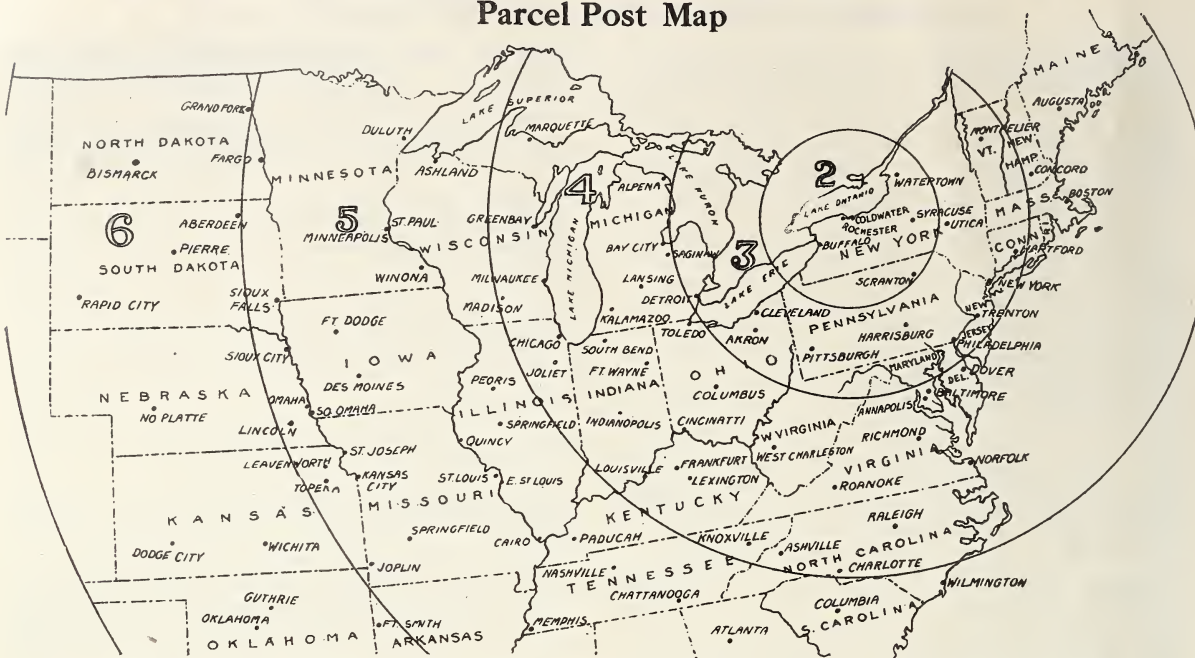 Parcel Post Map
MAINE
GRAND FORKS
LAKE SUPERIOR
AUGUSTA
DULUTH
MARQUETTE
MONTPELIER
NORTH DAKOTA
VT.
NEW
HAMP.
FARGO
BISMARCK
MINNESOTA
ASHLAND
4
ALPENA
LAKE HURON
2
WATERTOWN
CONCORD
BOSTON
LAKE ONTARIO
MASS.
6
ABERDEEN
5
ST. PAUL
GREENBAY
MICHIGAN
COLDWATER
SYRACUSE
ROCHESTER
UTICA
MINNEAPOLIS
WISCONSIN
BUFFALO
NEW YORK
CONN.
R.I.
HARTFORD
PIERRE
BAY CITY
SAGINAW
3
SOUTH DAKOTA
WINONA
MILWAUKEE
LAKE MICHIGAN
LANSING
LAKE ERIE
SCRANTON
NEW YORK
RAPID CITY
SIOUX
FALLS
MADISON
DETROIT
KALAMAZOO
CLEVELAND
PENNSYLVANIA
NEW
JERSEY
TRENTON
FT. DODGE
TOLEDO
AKRON
HARRISBURG
PHILADELPHIA
SIOUX CITY
CHICAGO
SOUTH BEND
PITTSBURGH
IOWA
JOLIET
FT. WAYNE
OHIO
MARYLAND
DOVER
DES MOINES
PEORIS
INDIANA
DEL.
NEBRASKA
NO PLATTE
OMAHA
SO. OMAHA
ILLINOIS
COLUMBUS
BALTIMORE
ANNAPOLIS
LINCOLN
SPRINGFIELD
INDIANOPOLIS
CINCINATTI
W VIRGINIA
RICHMOND
QUINCY
ST. JOSEPH
WEST CHARLESTON
VIRGINIA
LEAVENWORTH
LOUISVILLE
FRANKFURT
NORFOLK
TOPEKA
KANSAS
CITY
ST. LOUIS
E. ST LOUIS
LEXINGTON
ROANOKE
MISSOURI
KENTUCKY
KANSAS
SPRINGFIELD
RALEIGH
DODGE CITY
WICHITA
CAIRO
PADUCAH
KNOXVILLE
ASHVILLE
NORTH CAROLINA
JOPLIN
NASHVILLE
TENNESSEE
CHARLOTTE
WILMINGTON
CHATTANOOGA
GUTHRIE
OKLAHOMA
COLUMBIA
FT. SMITH
MEMPHIS
S. CAROLINA
OKLAHOMA
ARKANSAS
ATLANTA